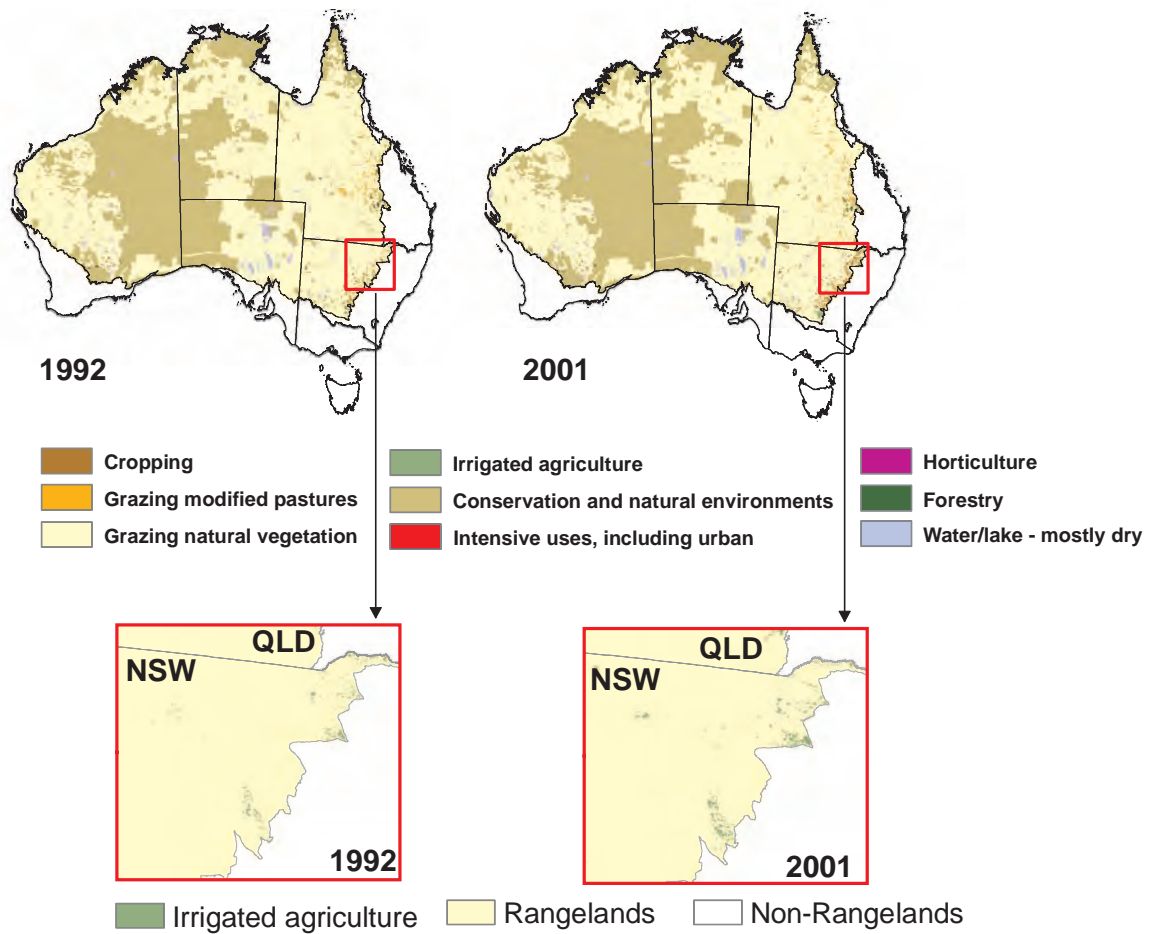 1992
2001
Cropping
Grazing modified pastures
Grazing natural vegetation
Irrigated agriculture
Conservation and natural environments
Intensive uses, including urban
Horticulture
Forestry
Water/lake - mostly dry
QLD
NSW
1992
QLD
NSW
2001
Irrigated agriculture
Rangelands
Non-Rangelands